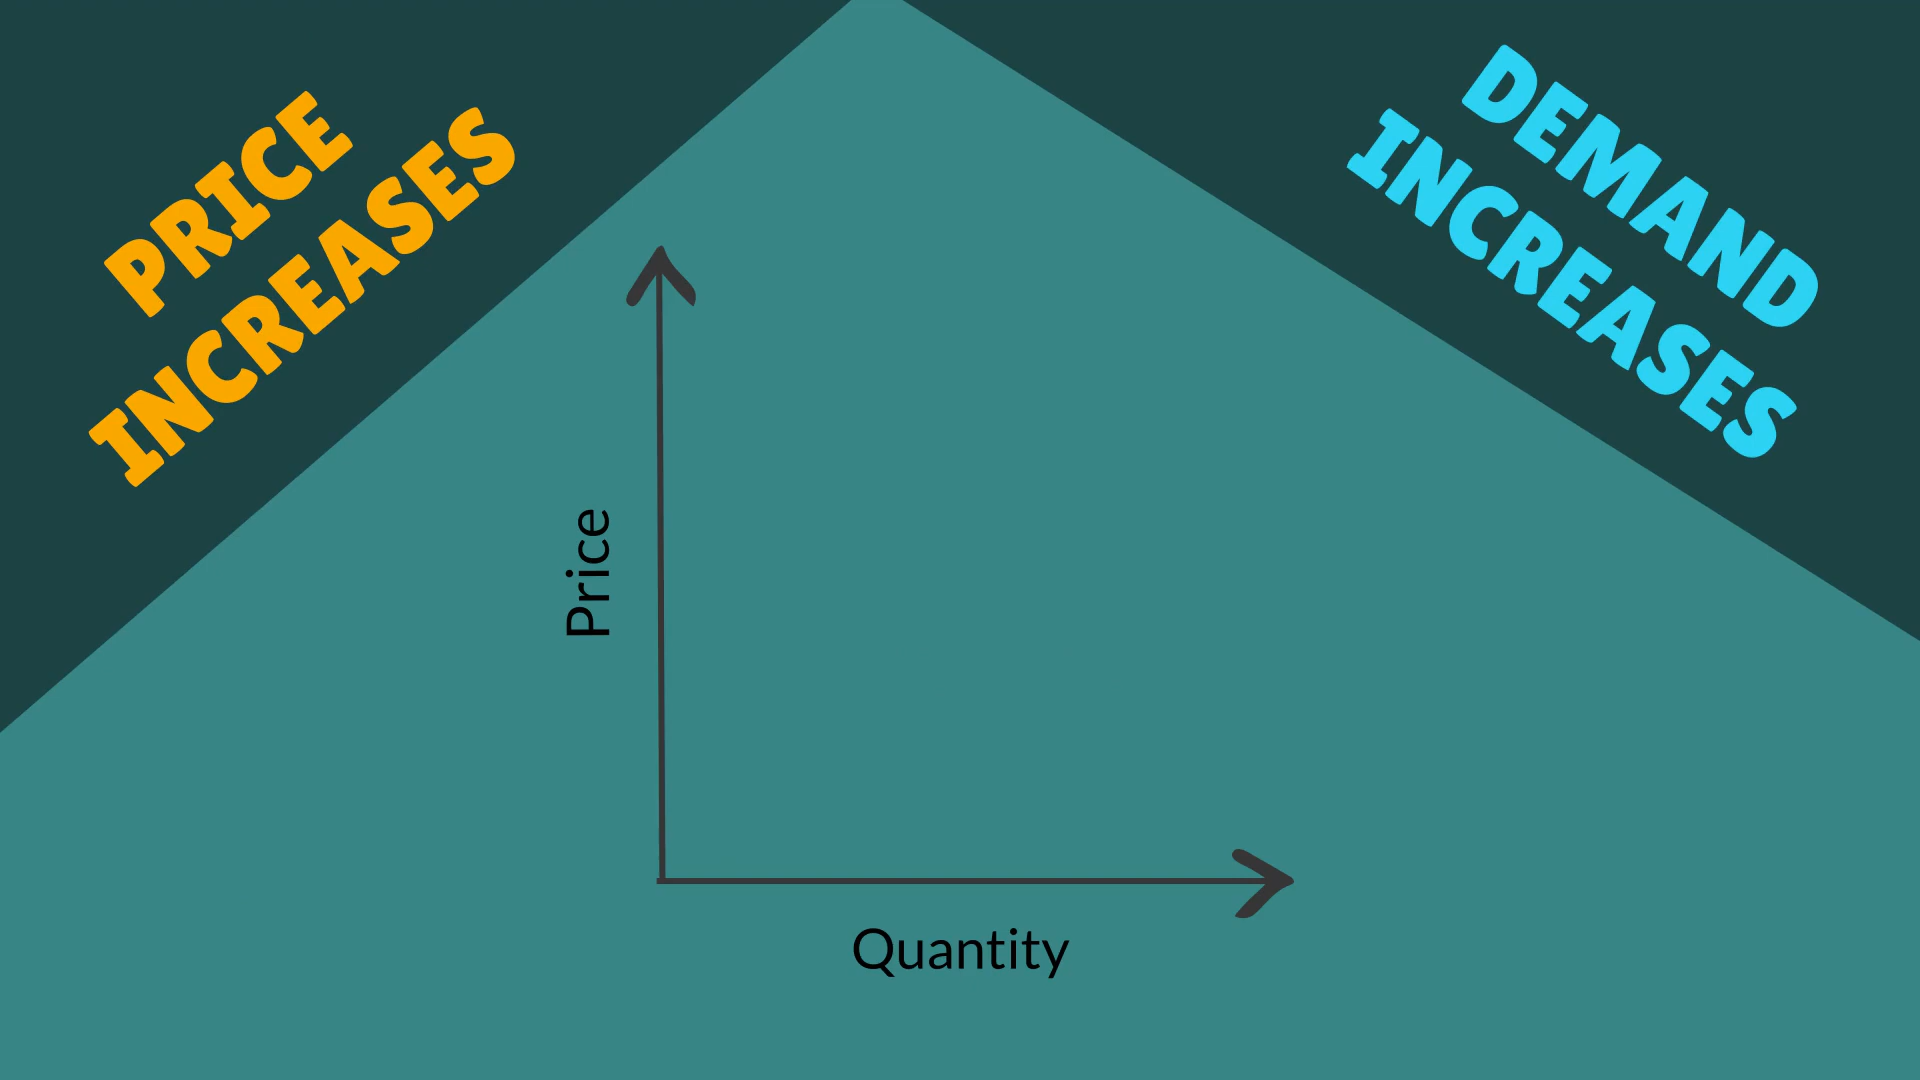 PRICE
INCREASES
DEMAND
INCREASES
Price
Quantity